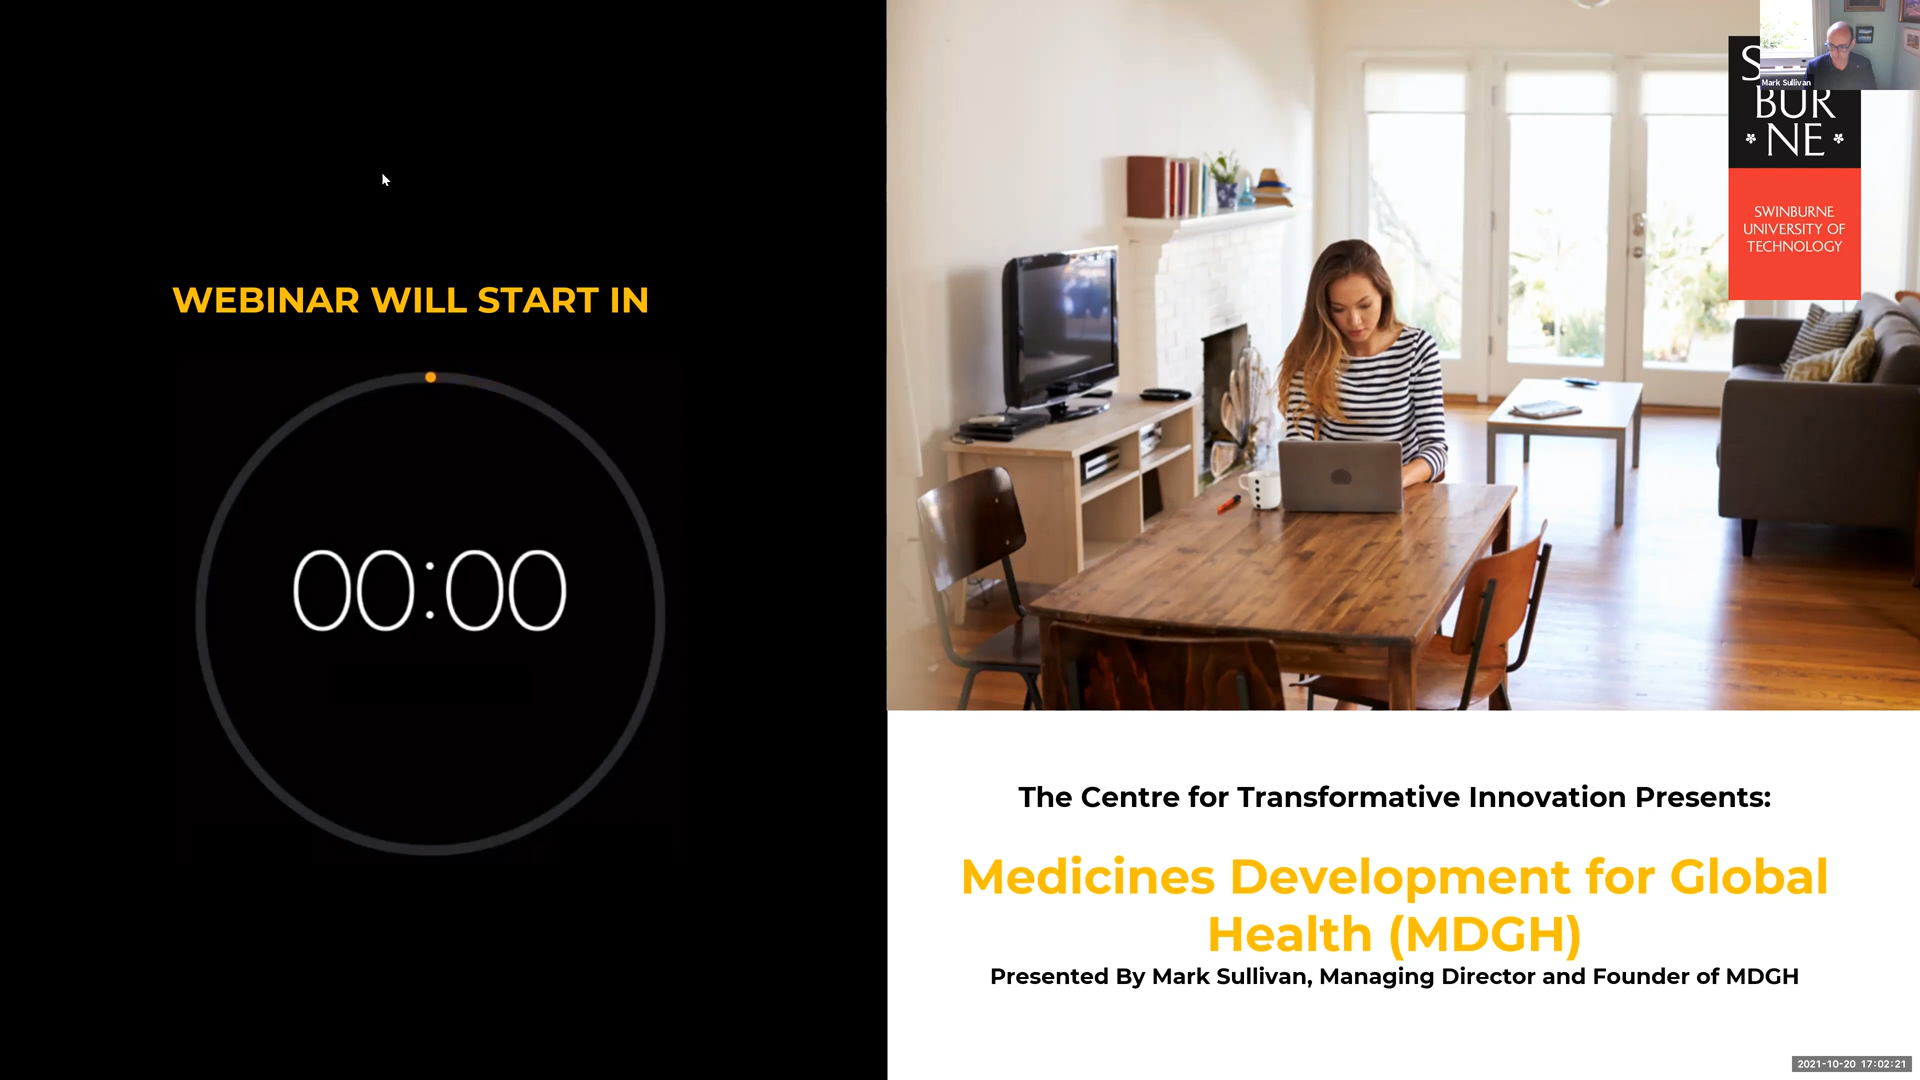 WEBINAR WILL START IN
00:00
S
BUR
NE
SWINBURNE
UNIVERSITY OF
TECHNOLOGY
Mark Sullivan
The Centre for Transformative Innovation Presents:
Medicines Development for Global
Health (MDGH)
Presented By Mark Sullivan, Managing Director and Founder of MDGH
2021-10-20 17:02:21